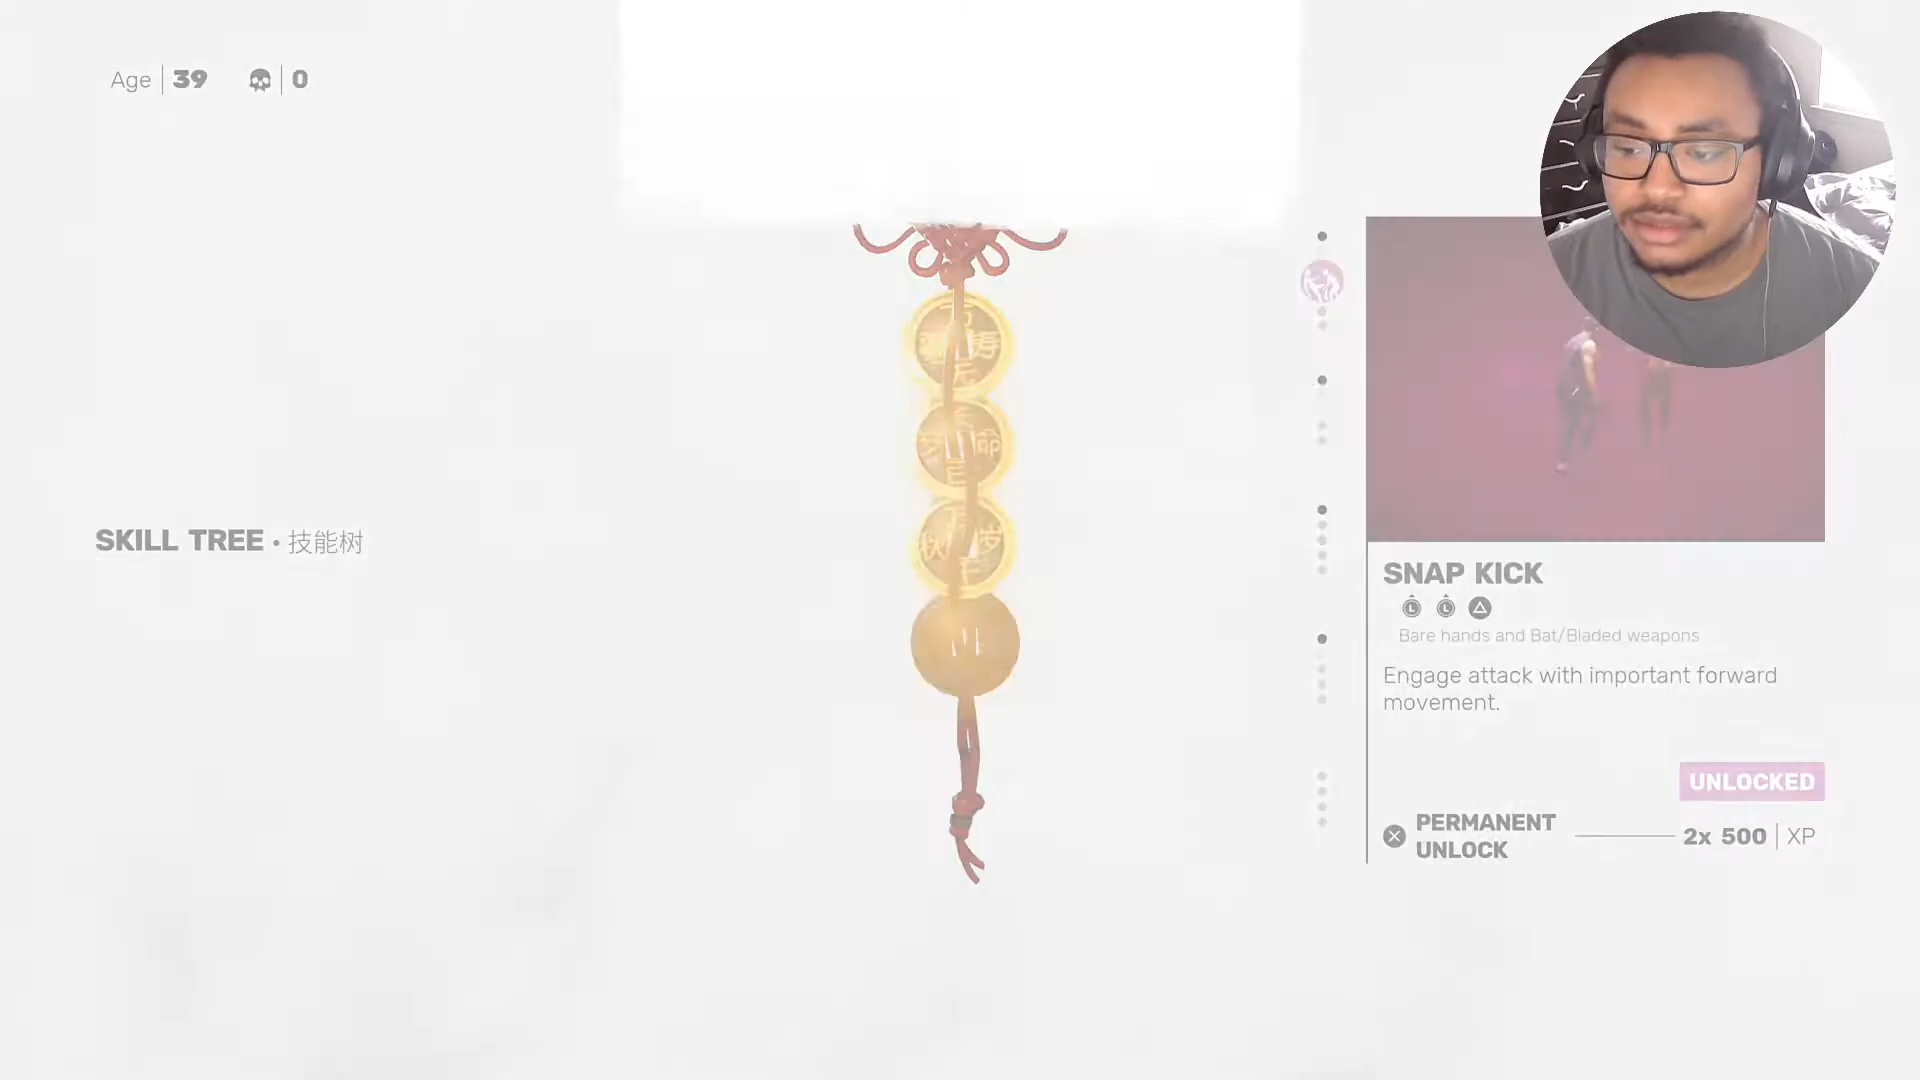 Age 39 0
SKILL TREE • 技能树
SNAP KICK
L L △
Bare hands and Bat/Bladed weapons
Engage attack with important forward
movement.
UNLOCKED
PERMANENT
UNLOCK
2x 500 | XP